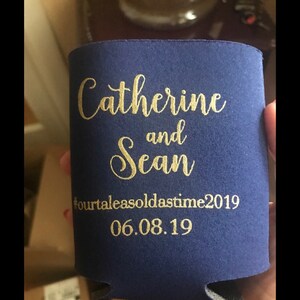 Catherine
and
Sean
#ourtaleasoldastime2019
06.08.19